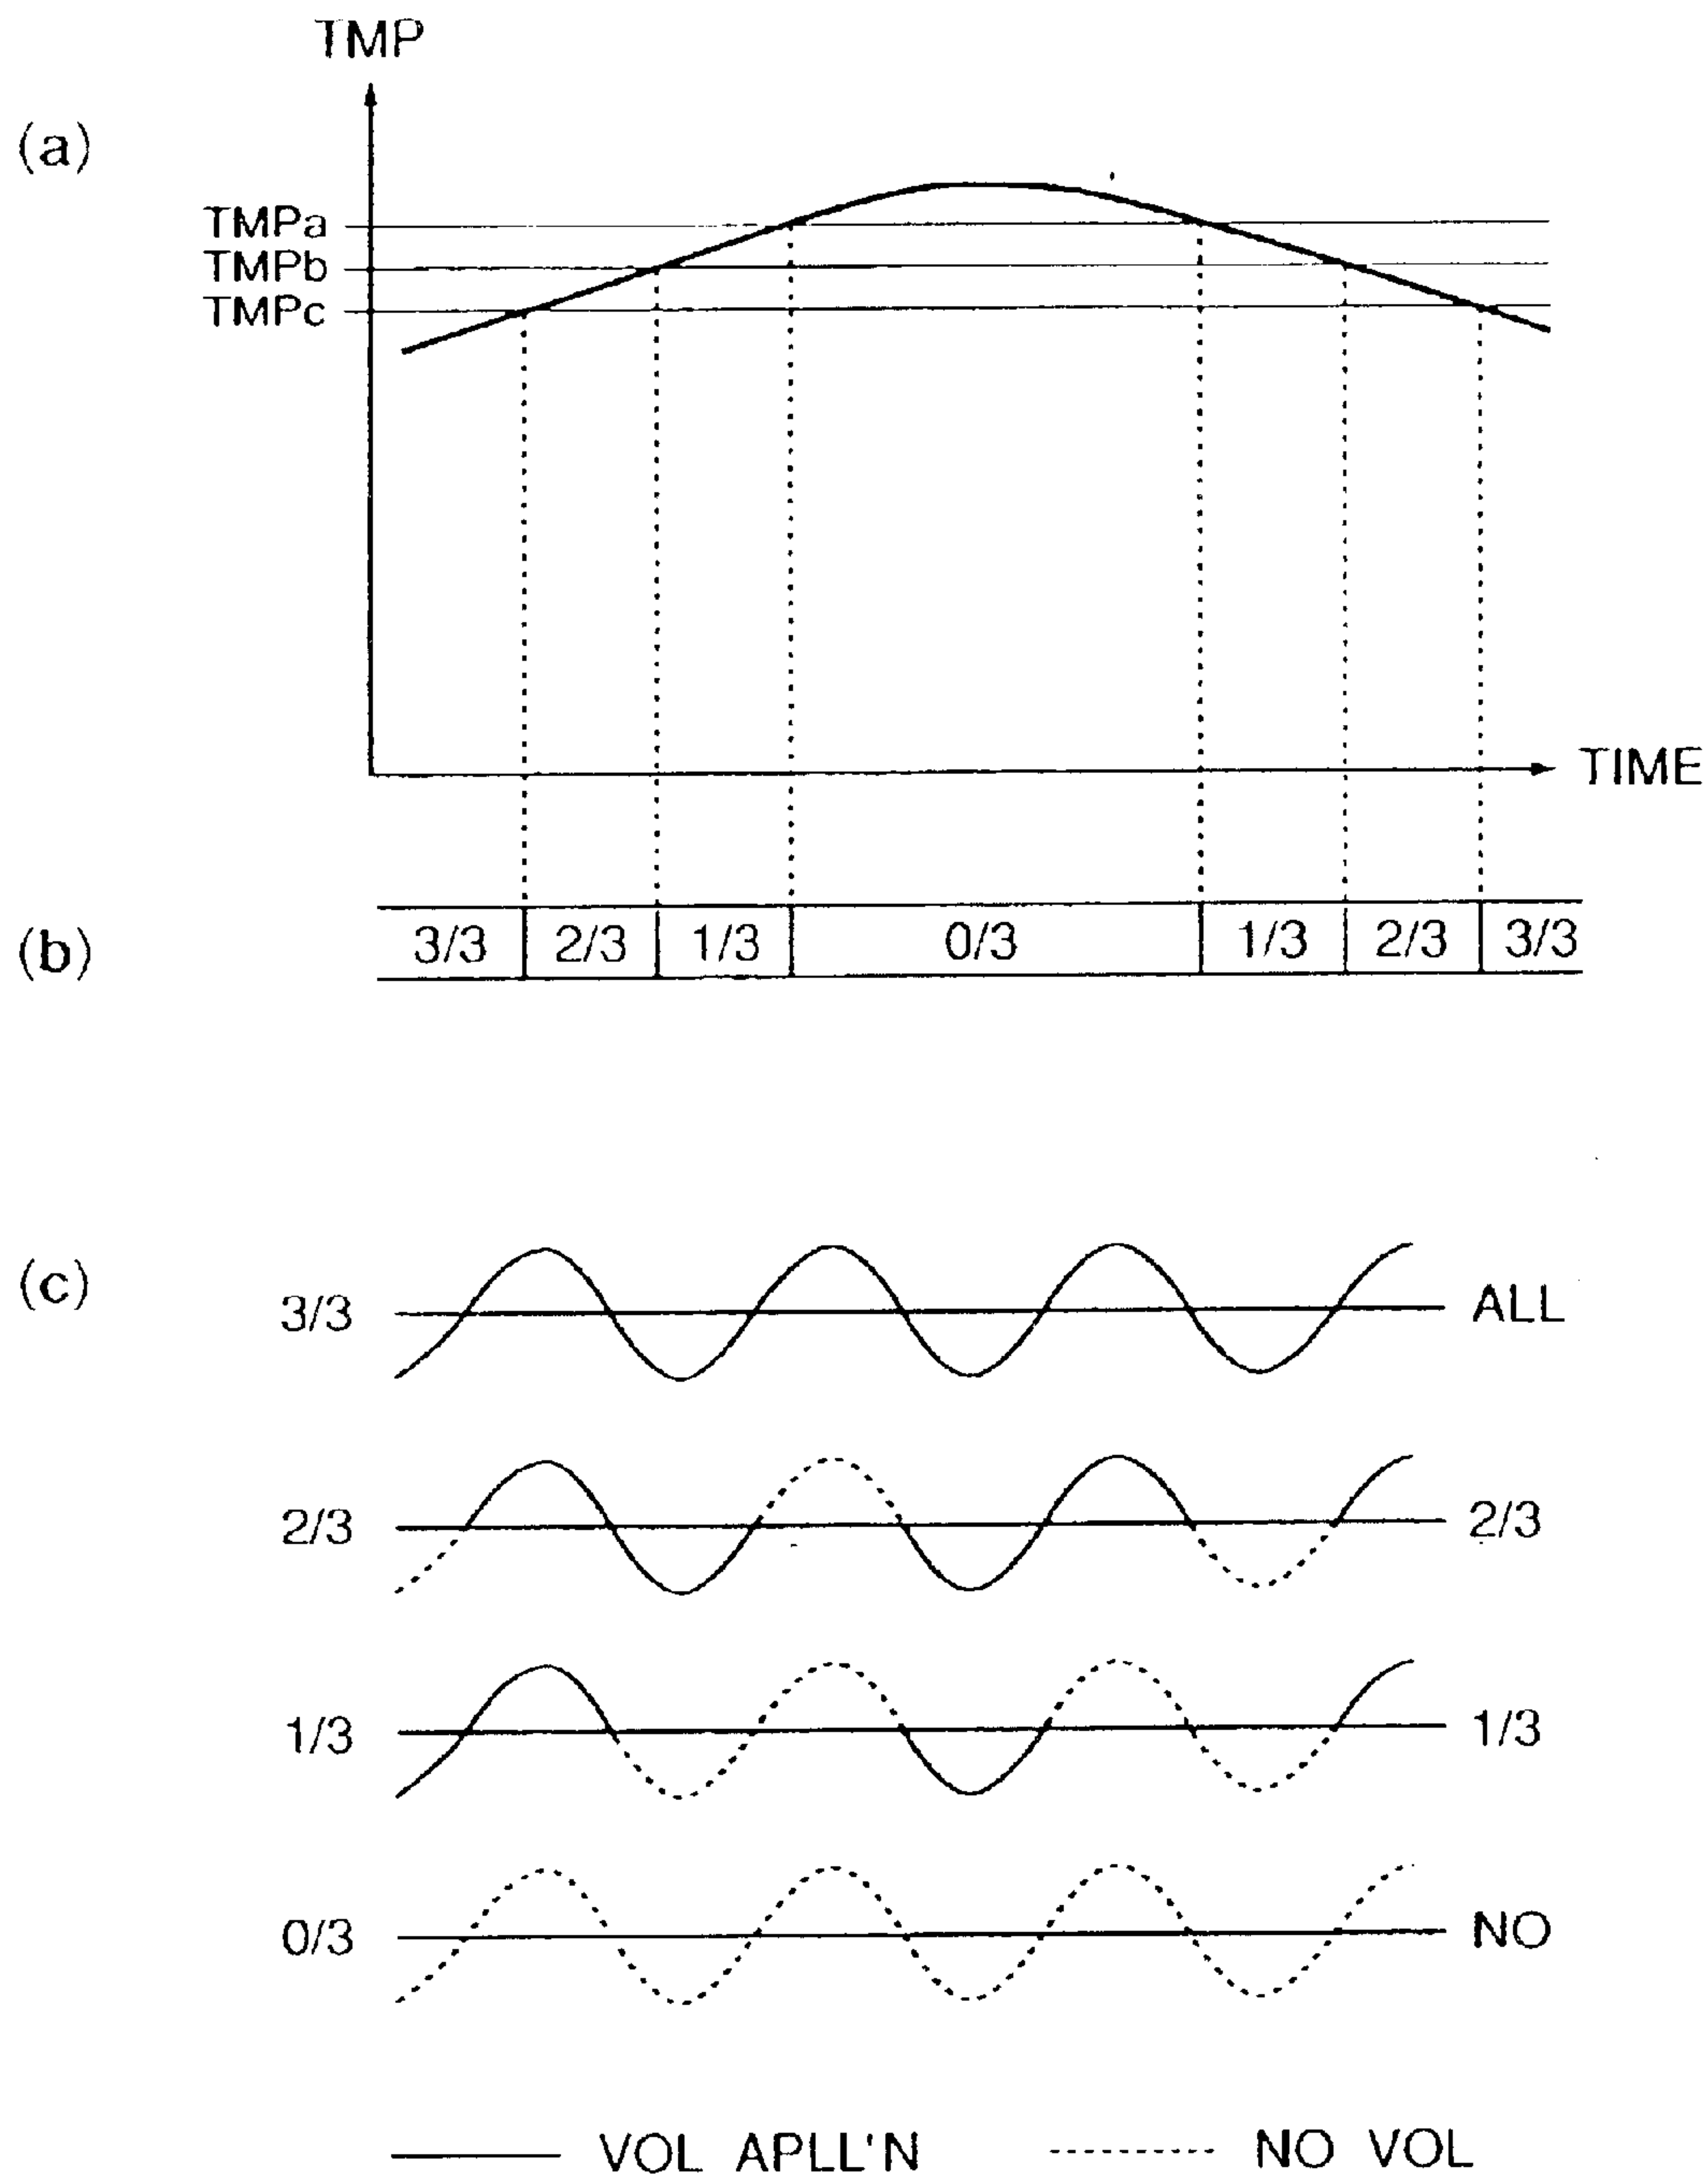 TMP
(a)
TMPa
TMPb
TMPc
TIME
(b)
3/3 2/3 1/3 0/3 1/3 2/3 3/3
(c)
3/3 ALL
2/3 2/3
1/3 1/3
0/3 NO
VOL APLL'N NO VOL